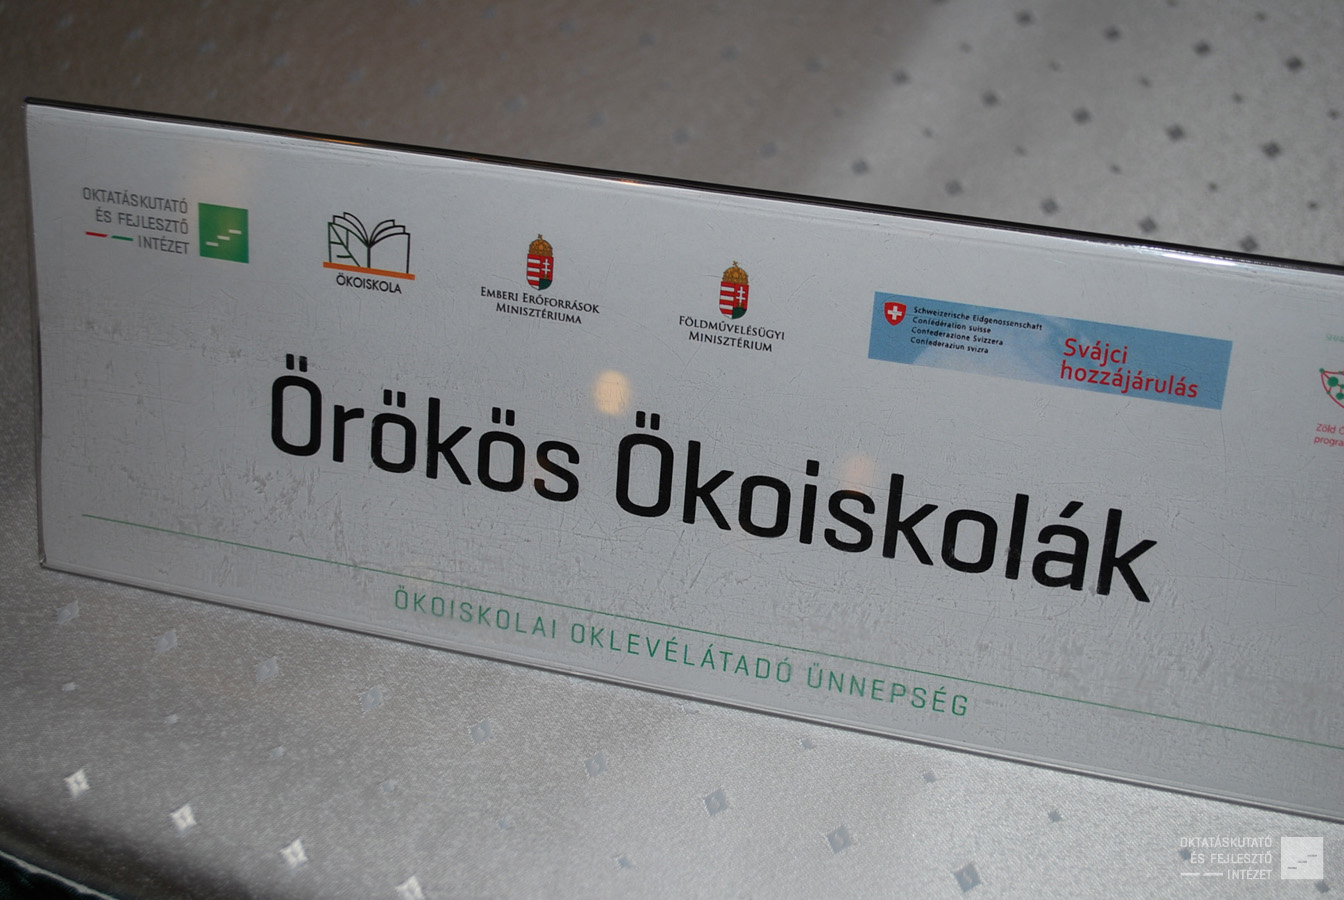 OKTATÁSKUTATÓ
ÉS FEJLESZTŐ
INTÉZET
ÖKOISKOLA
EMBERI ERŐFORRÁSOK
MINISZTÉRIUMA
FÖLDMŰVELÉSÜGYI
MINISZTÉRIUM
Schweizerische Eidgenossenschaft
Confédération suisse
Confederazione Svizzera
Confederaziun svizra
Svájci
hozzájárulás
Zöld
Örökös Ökoiskolák
ÖKOISKOLAI OKLEVÉLÁTADÓ ÜNNEPSÉG
OKTATÁSKUTATÓ
ÉS FEJLESZTŐ
INTÉZET